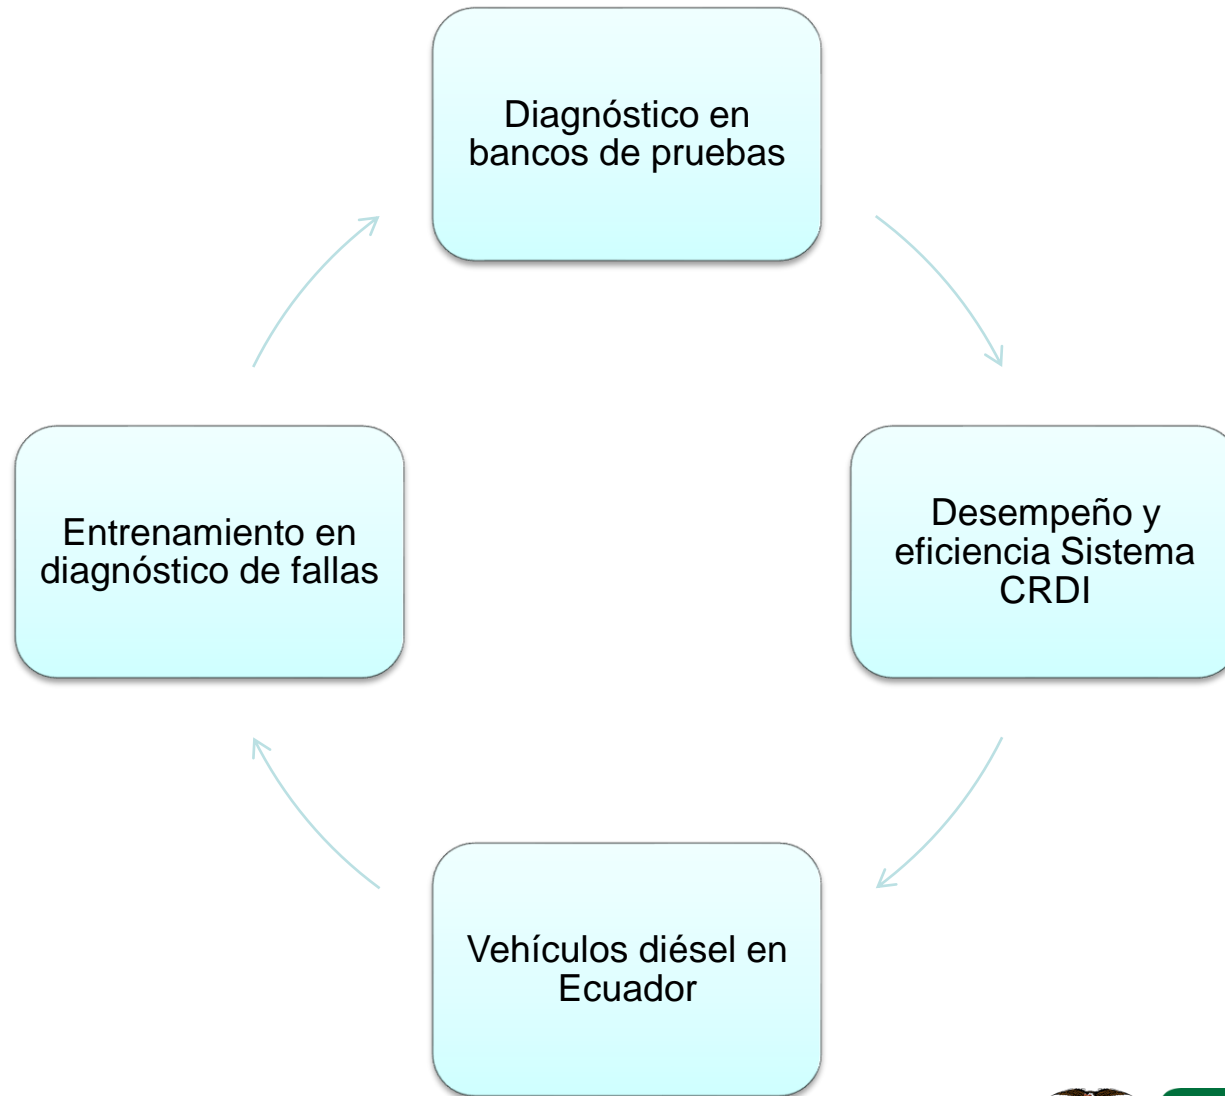 Diagnóstico en
bancos de pruebas
Desempeño y
eficiencia Sistema
CRDI
Vehículos diésel en
Ecuador
Entrenamiento en
diagnóstico de fallas